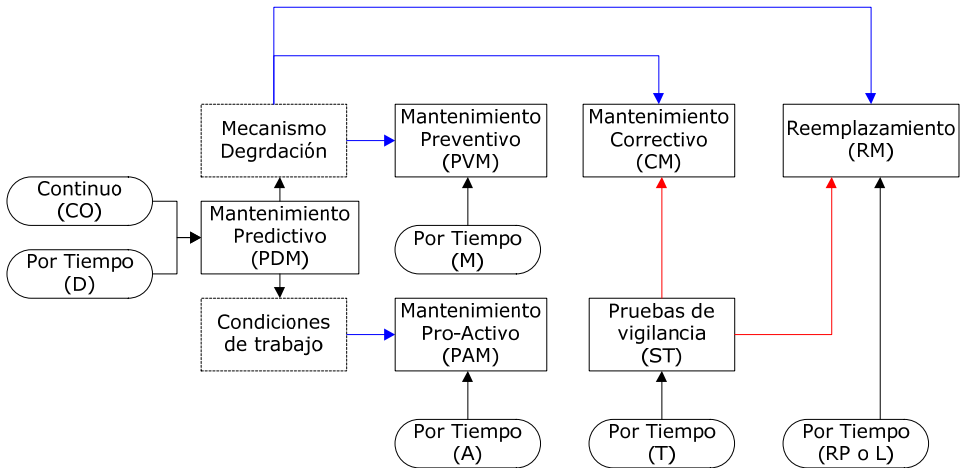 Mecanismo
Degrdación
Mantenimiento
Preventivo
(PVM)
Mantenimiento
Correctivo
(CM)
Reemplazamiento
(RM)
Continuo
(CO)
Por Tiempo
(D)
Mantenimiento
Predictivo
(PDM)
Por Tiempo
(M)
Condiciones
de trabajo
Mantenimiento
Pro-Activo
(PAM)
Pruebas de
vigilancia
(ST)
Por Tiempo
(A)
Por Tiempo
(T)
Por Tiempo
(RP o L)